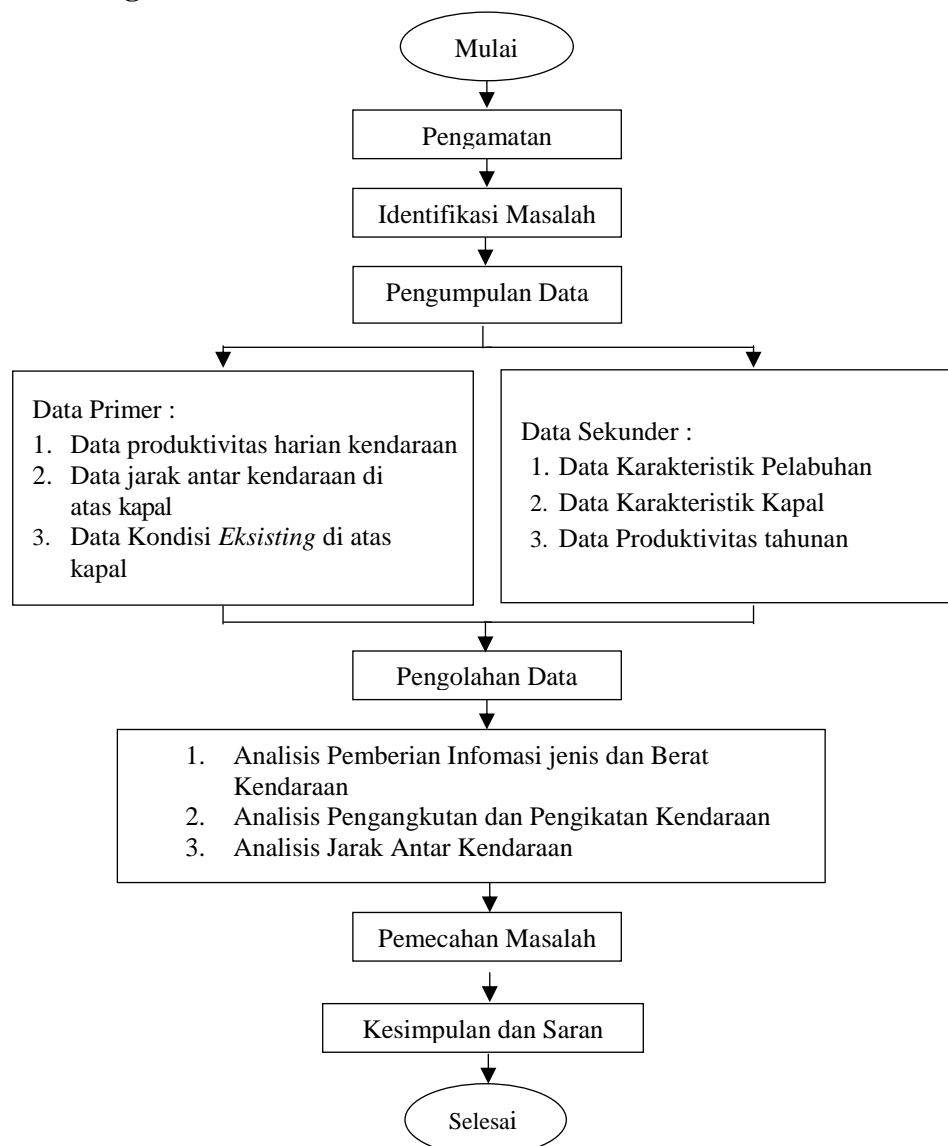 Mulai
Pengamatan
Identifikasi Masalah
Pengumpulan Data
Data Primer :
1. Data produktivitas harian kendaraan
2. Data jarak antar kendaraan di
atas kapal
3. Data Kondisi Eksisting di atas
kapal
Data Sekunder :
1. Data Karakteristik Pelabuhan
2. Data Karakteristik Kapal
3. Data Produktivitas tahunan
Pengolahan Data
1. Analisis Pemberian Infomasi jenis dan Berat
Kendaraan
2. Analisis Pengangkutan dan Pengikatan Kendaraan
3. Analisis Jarak Antar Kendaraan
Pemecahan Masalah
Kesimpulan dan Saran
Selesai